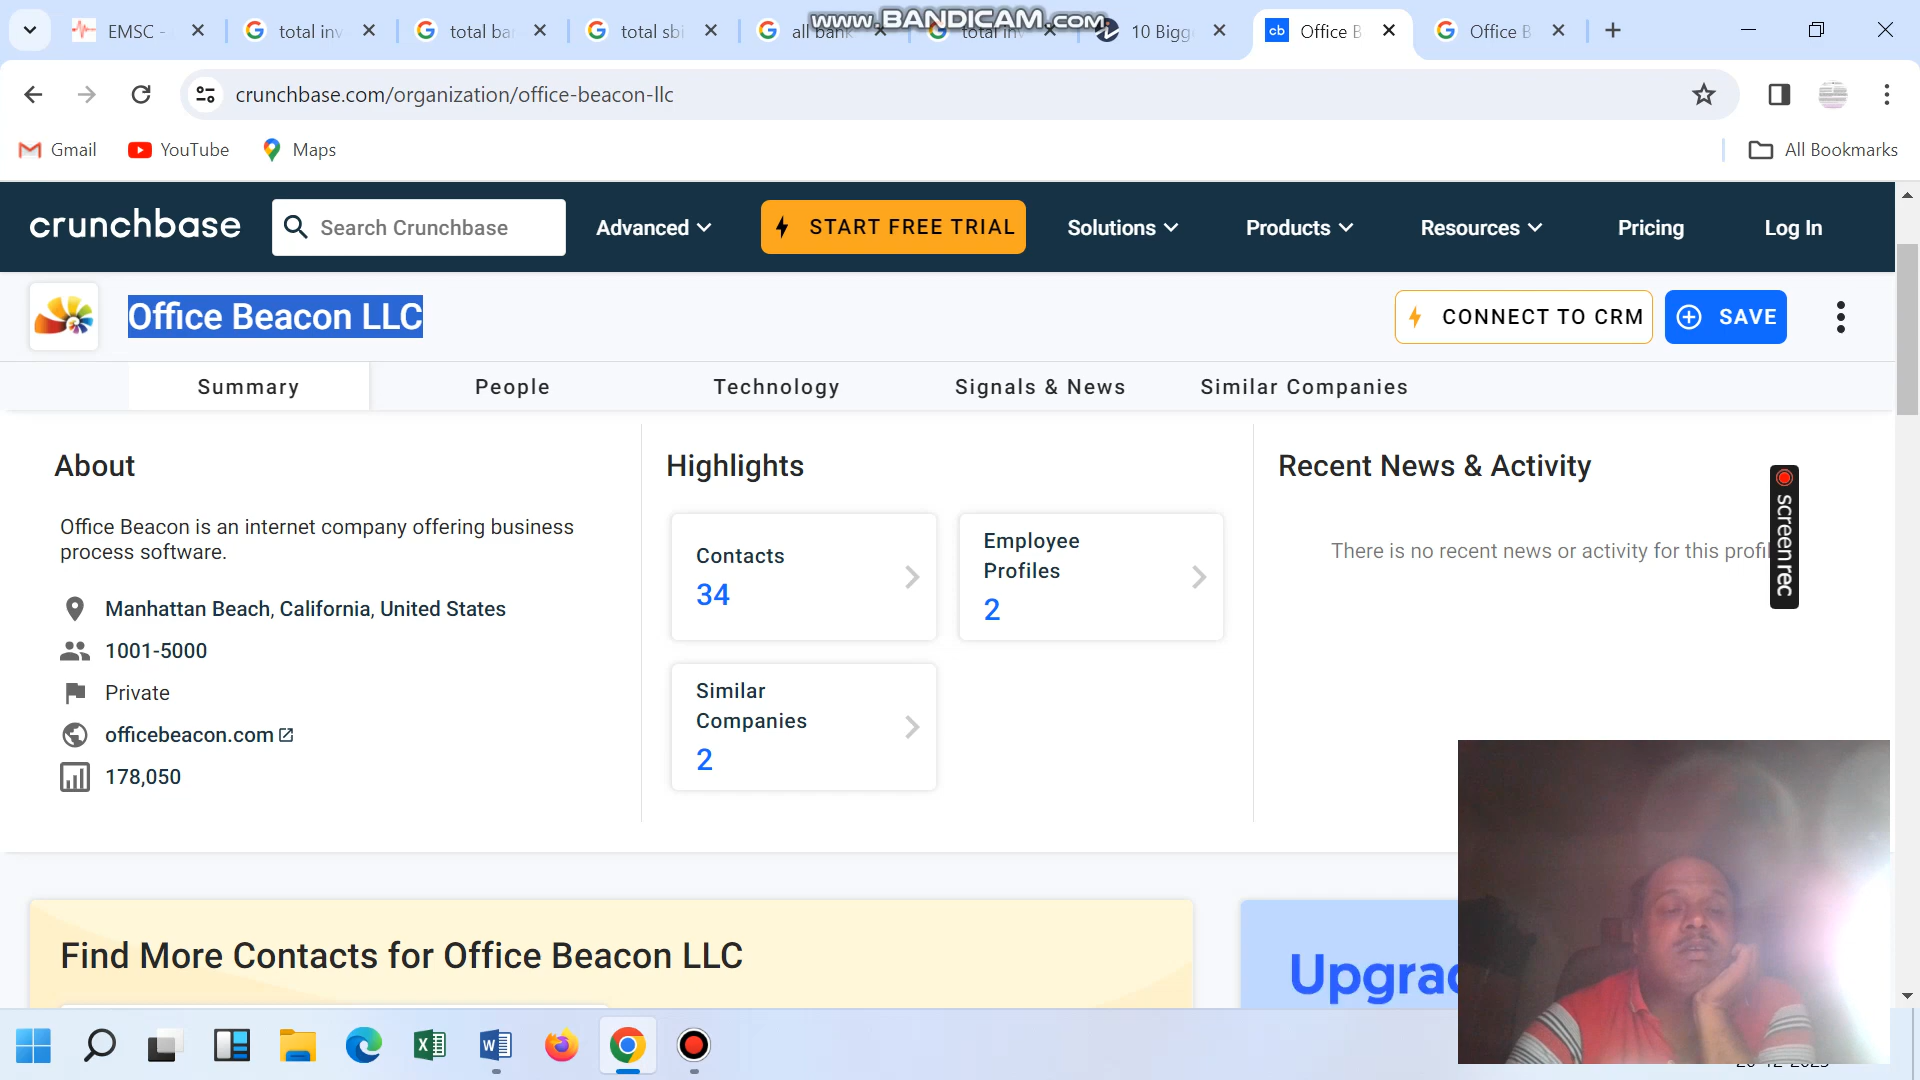 www.BANDICAM.com
EMSC -
total inv
total ba
total sbi
all bank
total inv
10 Bigg
Office B
Office B
crunchbase.com/organization/office-beacon-llc
Gmail
YouTube
Maps
All Bookmarks
crunchbase
Search Crunchbase
Advanced
START FREE TRIAL
Solutions
Products
Resources
Pricing
Log In
Office Beacon LLC
CONNECT TO CRM
SAVE
Summary
People
Technology
Signals & News
Similar Companies
About
Office Beacon is an internet company offering business
process software.
Manhattan Beach, California, United States
1001-5000
Private
officebeacon.com
178,050
Highlights
Contacts
34
Employee
Profiles
2
Similar
Companies
2
Recent News & Activity
There is no recent news or activity for this profil
screenrec
Find More Contacts for Office Beacon LLC
Upgrad